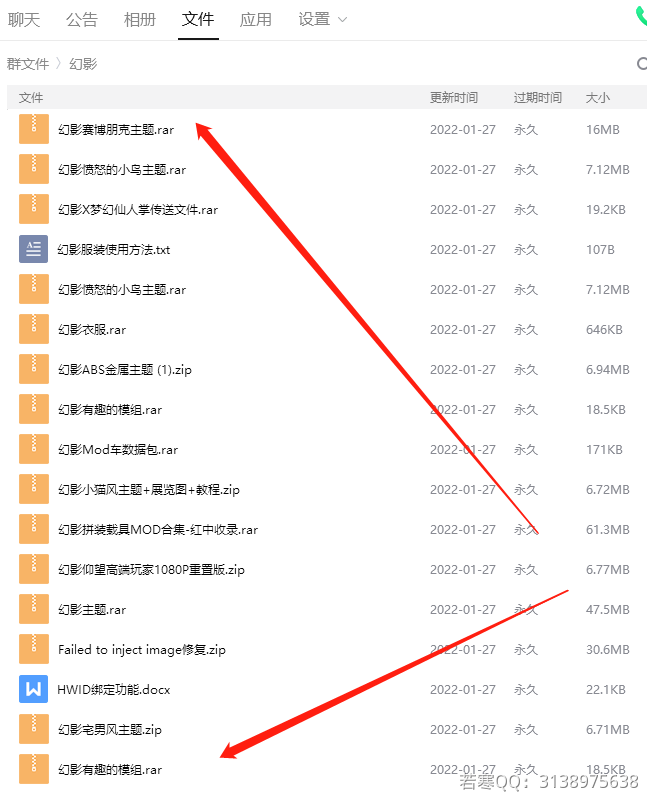 聊天 公告 相册 文件 应用 设置
群文件 〉幻影
文件 更新时间 过期时间 大小
幻影赛博朋克主题.rar 2022-01-27 永久 16MB
幻影愤怒的小鸟主题.rar 2022-01-27 永久 7.12MB
幻影X梦幻仙人掌传送文件.rar 2022-01-27 永久 19.2KB
幻影服装使用方法.txt 2022-01-27 永久 107B
幻影愤怒的小鸟主题.rar 2022-01-27 永久 7.12MB
幻影衣服.rar 2022-01-27 永久 646KB
幻影ABS金属主题 (1).zip 2022-01-27 永久 6.94MB
幻影有趣的模组.rar 2022-01-27 永久 18.5KB
幻影Mod车数据包.rar 2022-01-27 永久 171KB
幻影小猫风主题+展览图+教程.zip 2022-01-27 永久 6.72MB
幻影拼装载具MOD合集-红中收录.rar 2022-01-27 永久 61.3MB
幻影仰望高端玩家1080P重置版.zip 2022-01-27 永久 6.77MB
幻影主题.rar 2022-01-27 永久 47.5MB
Failed to inject image修复.zip 2022-01-27 永久 30.6MB
HWID绑定功能.docx 2022-01-27 永久 22.1KB
幻影宅男风主题.zip 2022-01-27 永久 6.71MB
幻影有趣的模组.rar 2022-01-27 永久 18.5KB
若寒QQ：3138975638